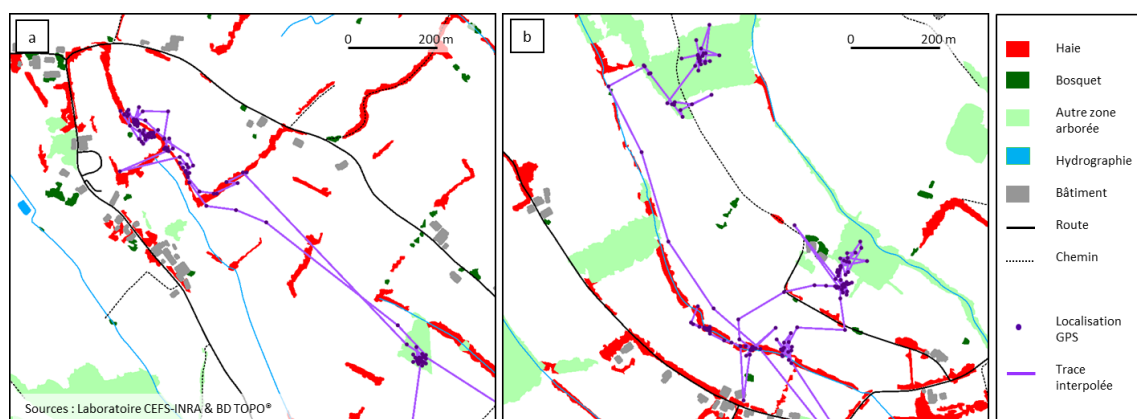 a
0 200 m
Sources : Laboratoire CEFS-INRA & BD TOPO®
b
0 200 m
Haie
Bosquet
Autre zone
arborée
Hydrographie
Bâtiment
Route
Chemin
Localisation
GPS
Trace
interpolée